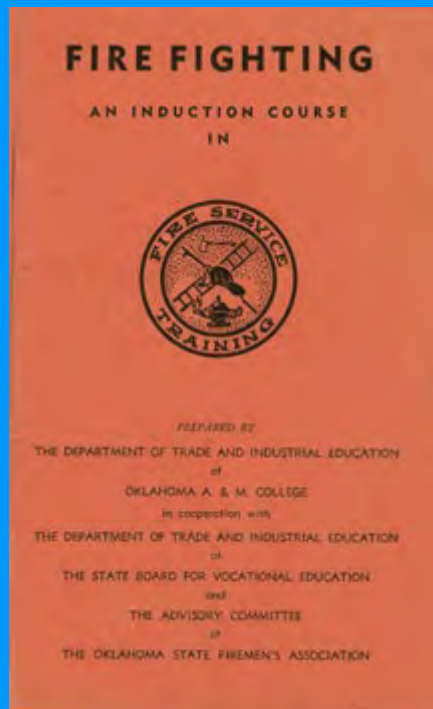 FIRE FIGHTING
AN INDUCTION COURSE
IN
FIRE SERVICE
TRAINING
PREPARED BY
THE DEPARTMENT OF TRADE AND INDUSTRIAL EDUCATION
of
OKLAHOMA A. & M. COLLEGE
in cooperation with
THE DEPARTMENT OF TRADE AND INDUSTRIAL EDUCATION
of
THE STATE BOARD FOR VOCATIONAL EDUCATION
and
THE ADVISORY COMMITTEE
of
THE OKLAHOMA STATE FIREMEN'S ASSOCIATION